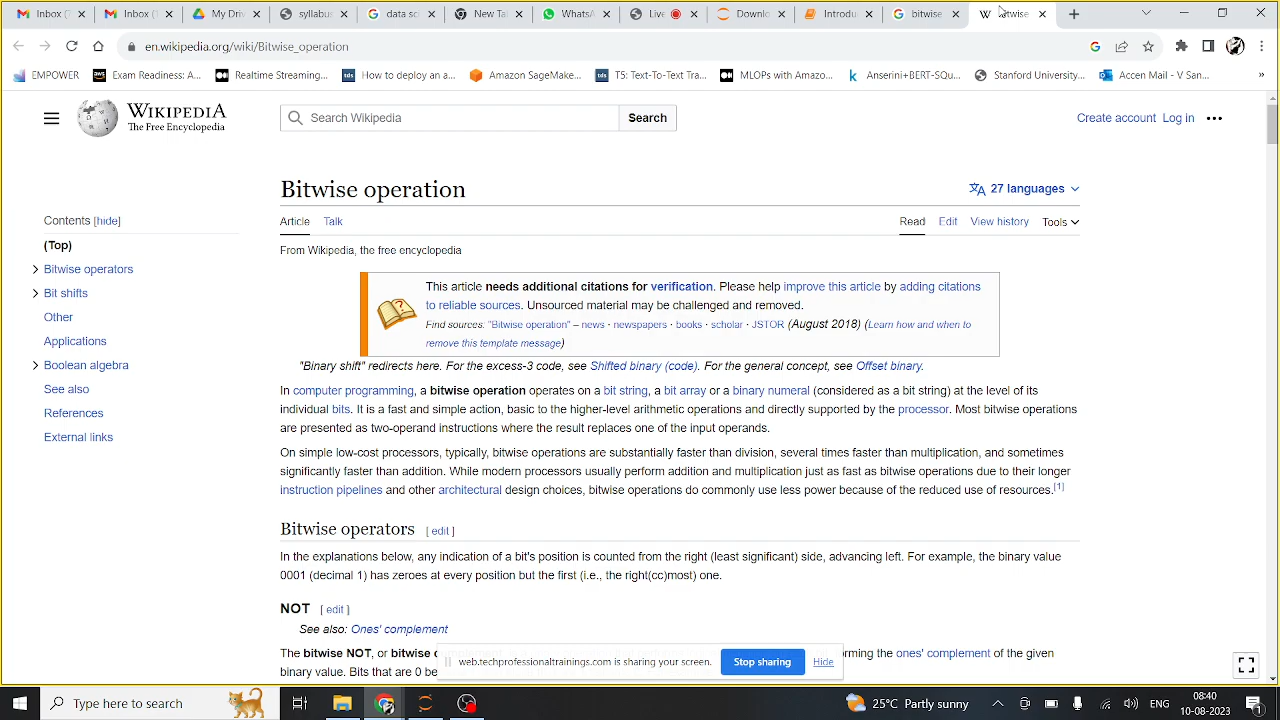 Inbox (
Inbox (1
My Driv
syllabus
data sc
New Tab
WhatsA
Live
Downlo
Introdu
bitwise
Bitwise
en.wikipedia.org/wiki/Bitwise_operation
EMPOWER
Exam Readiness: A...
Realtime Streaming...
How to deploy an a...
Amazon SageMake...
T5: Text-To-Text Tra...
MLOPs with Amazo...
Anserini+BERT-SQu...
Stanford University...
Accen Mail - V San...
»
WIKIPEDIA
The Free Encyclopedia
Search Wikipedia
Search
Create account Log in
Bitwise operation
27 languages
Contents [hide]
(Top)
Bitwise operators
Bit shifts
Other
Applications
Boolean algebra
See also
References
External links
Article Talk
Read Edit View history Tools
From Wikipedia, the free encyclopedia
This article needs additional citations for verification. Please help improve this article by adding citations
to reliable sources. Unsourced material may be challenged and removed.
Find sources: "Bitwise operation" – news · newspapers · books · scholar · JSTOR (August 2018) (Learn how and when to
remove this template message)
"Binary shift" redirects here. For the excess-3 code, see Shifted binary (code). For the general concept, see Offset binary.
In computer programming, a bitwise operation operates on a bit string, a bit array or a binary numeral (considered as a bit string) at the level of its
individual bits. It is a fast and simple action, basic to the higher-level arithmetic operations and directly supported by the processor. Most bitwise operations
are presented as two-operand instructions where the result replaces one of the input operands.
On simple low-cost processors, typically, bitwise operations are substantially faster than division, several times faster than multiplication, and sometimes
significantly faster than addition. While modern processors usually perform addition and multiplication just as fast as bitwise operations due to their longer
instruction pipelines and other architectural design choices, bitwise operations do commonly use less power because of the reduced use of resources.[1]
Bitwise operators [ edit ]
In the explanations below, any indication of a bit's position is counted from the right (least significant) side, advancing left. For example, the binary value
0001 (decimal 1) has zeroes at every position but the first (i.e., the right(cc)most) one.
NOT [ edit ]
See also: Ones' complement
The bitwise NOT, or bitwise forming the ones' complement of the given
binary value. Bits that are 0 be
web.techprofessionaltrainings.com is sharing your screen.
Stop sharing
Hide
Type here to search
25°C Partly sunny
ENG
08:40
10-08-2023